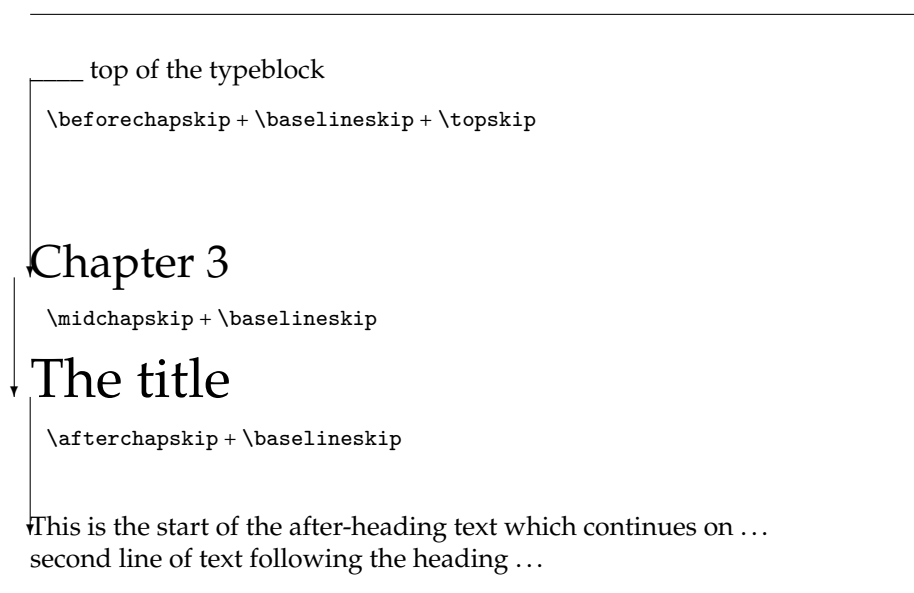 ____ top of the typeblock
\beforechapskip + \baselineskip + \topskip
Chapter 3
\midchapskip + \baselineskip
The title
\afterchapskip + \baselineskip
This is the start of the after-heading text which continues on ...
second line of text following the heading ...